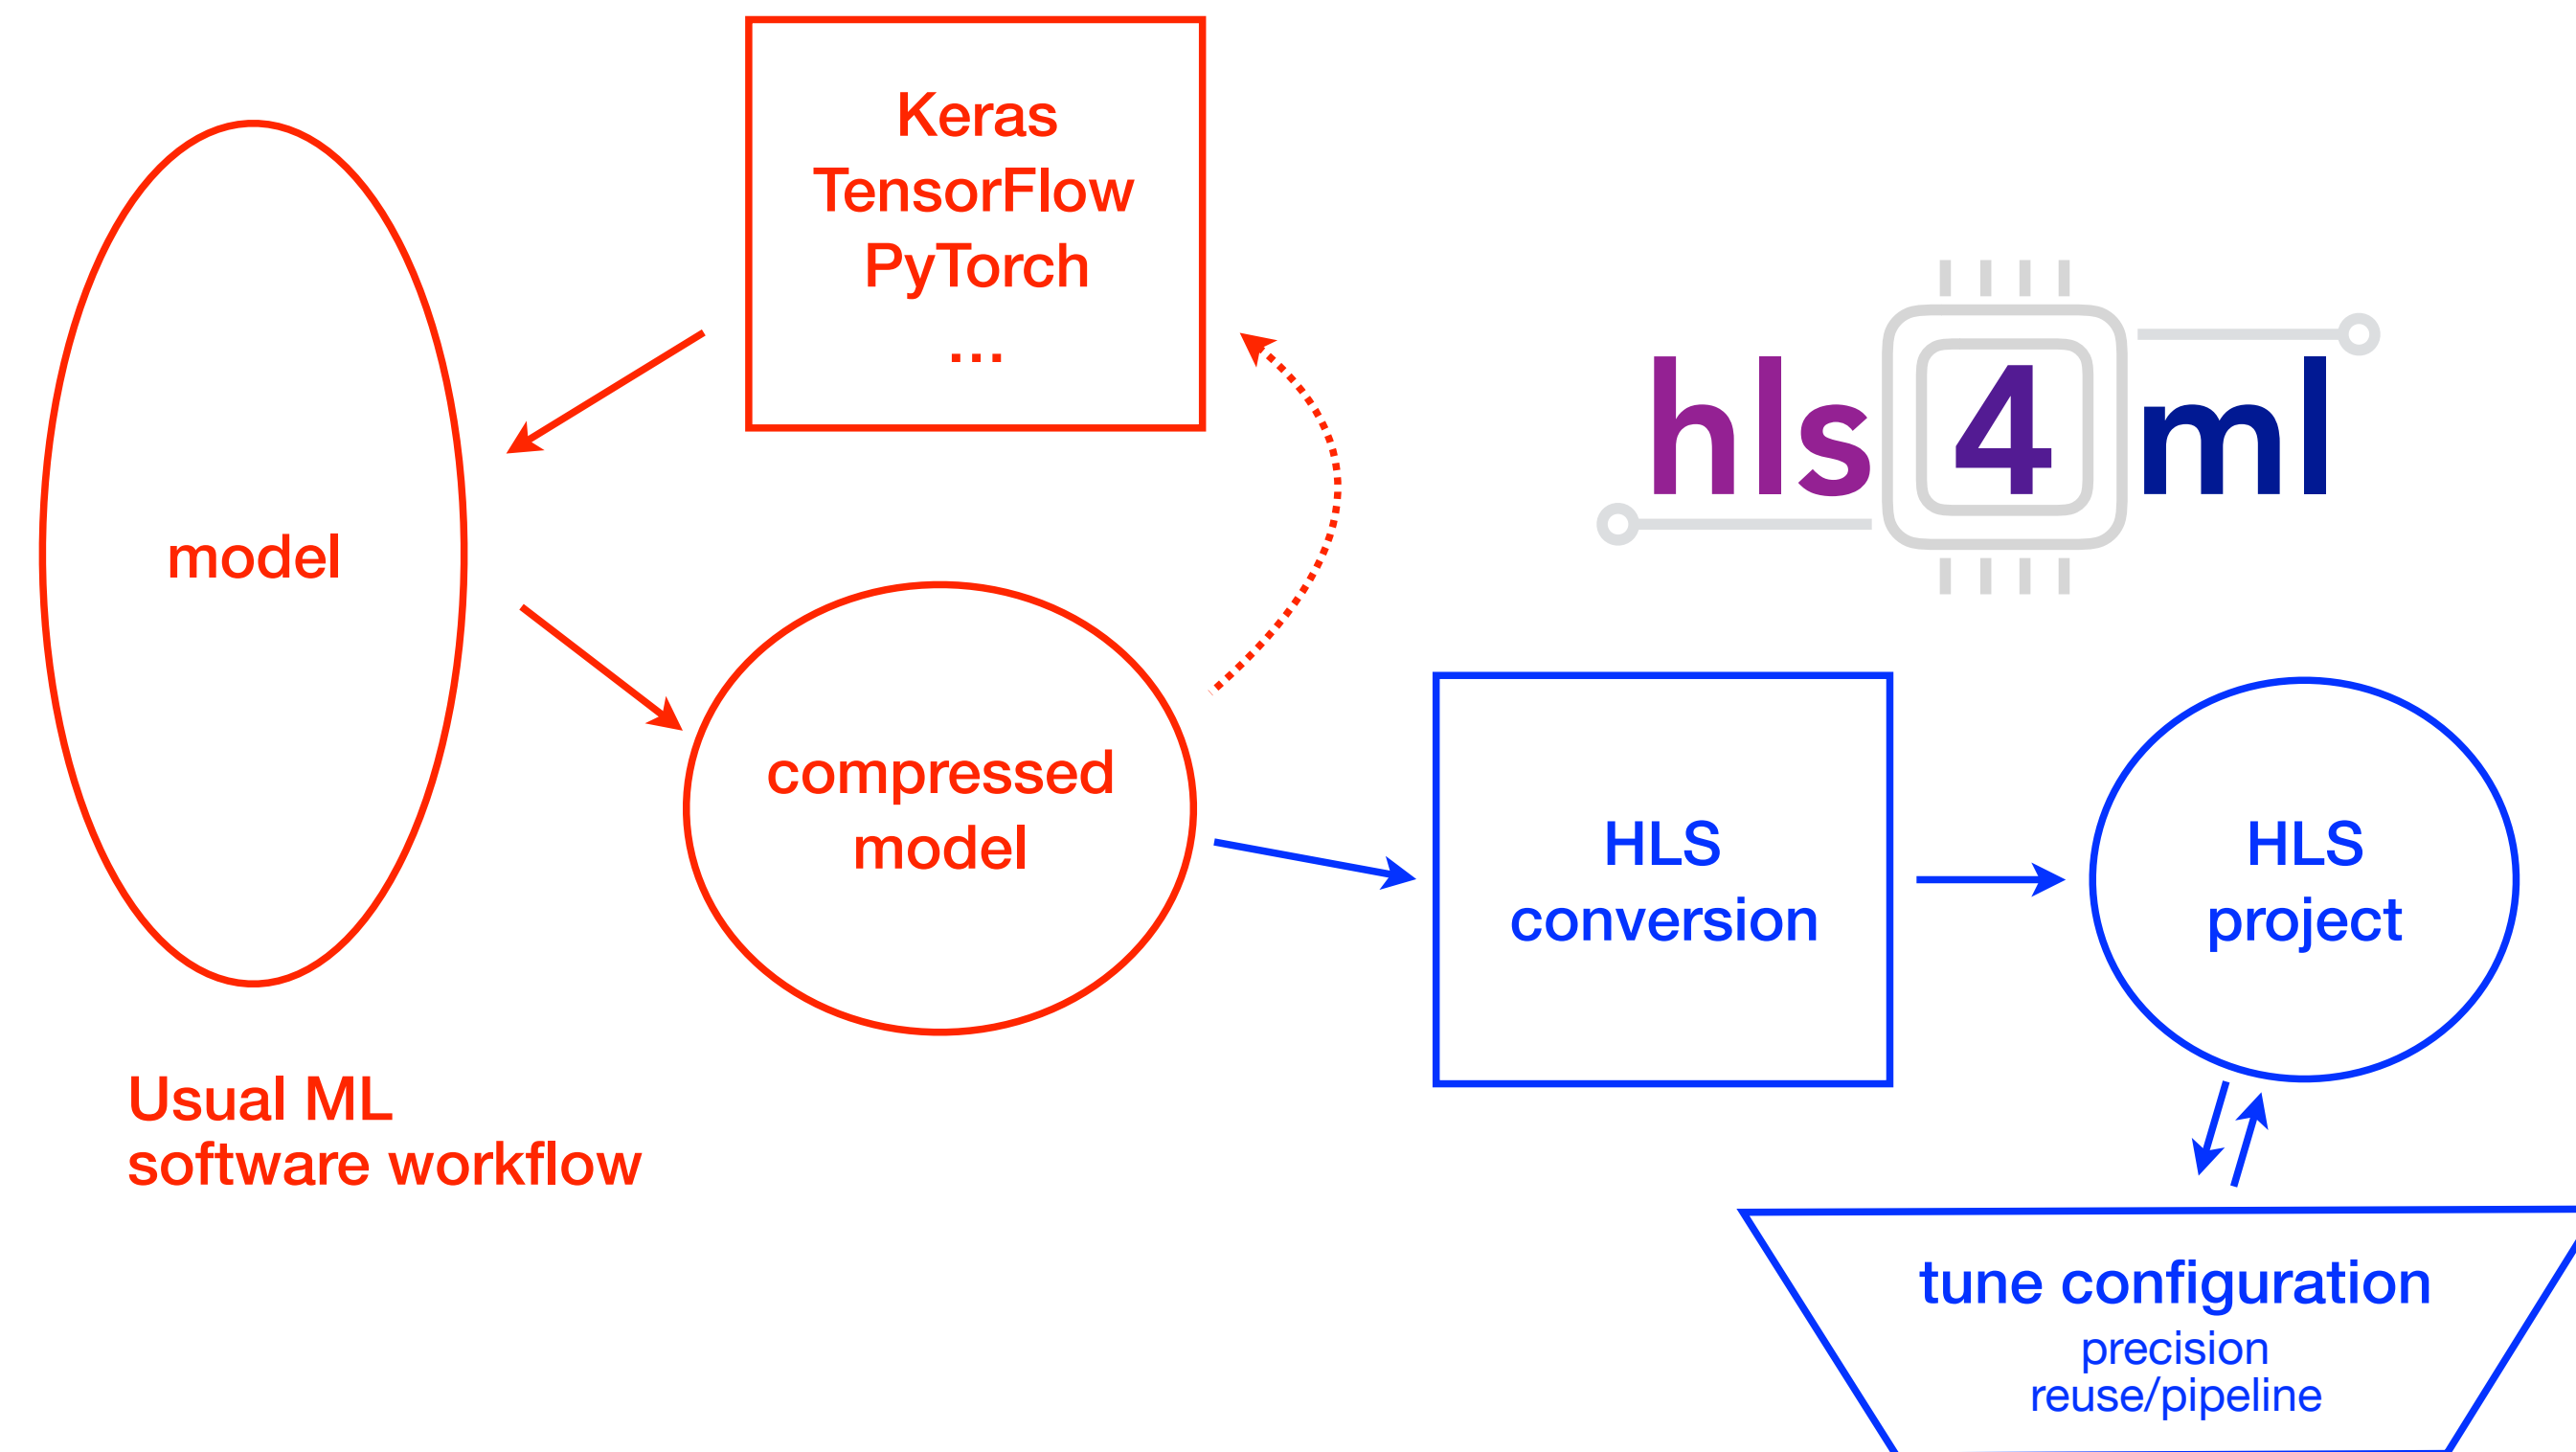 Keras
TensorFlow
PyTorch
...
model
hls4ml
compressed
model
HLS
conversion
HLS
project
Usual ML
software workflow
tune configuration
precision
reuse/pipeline